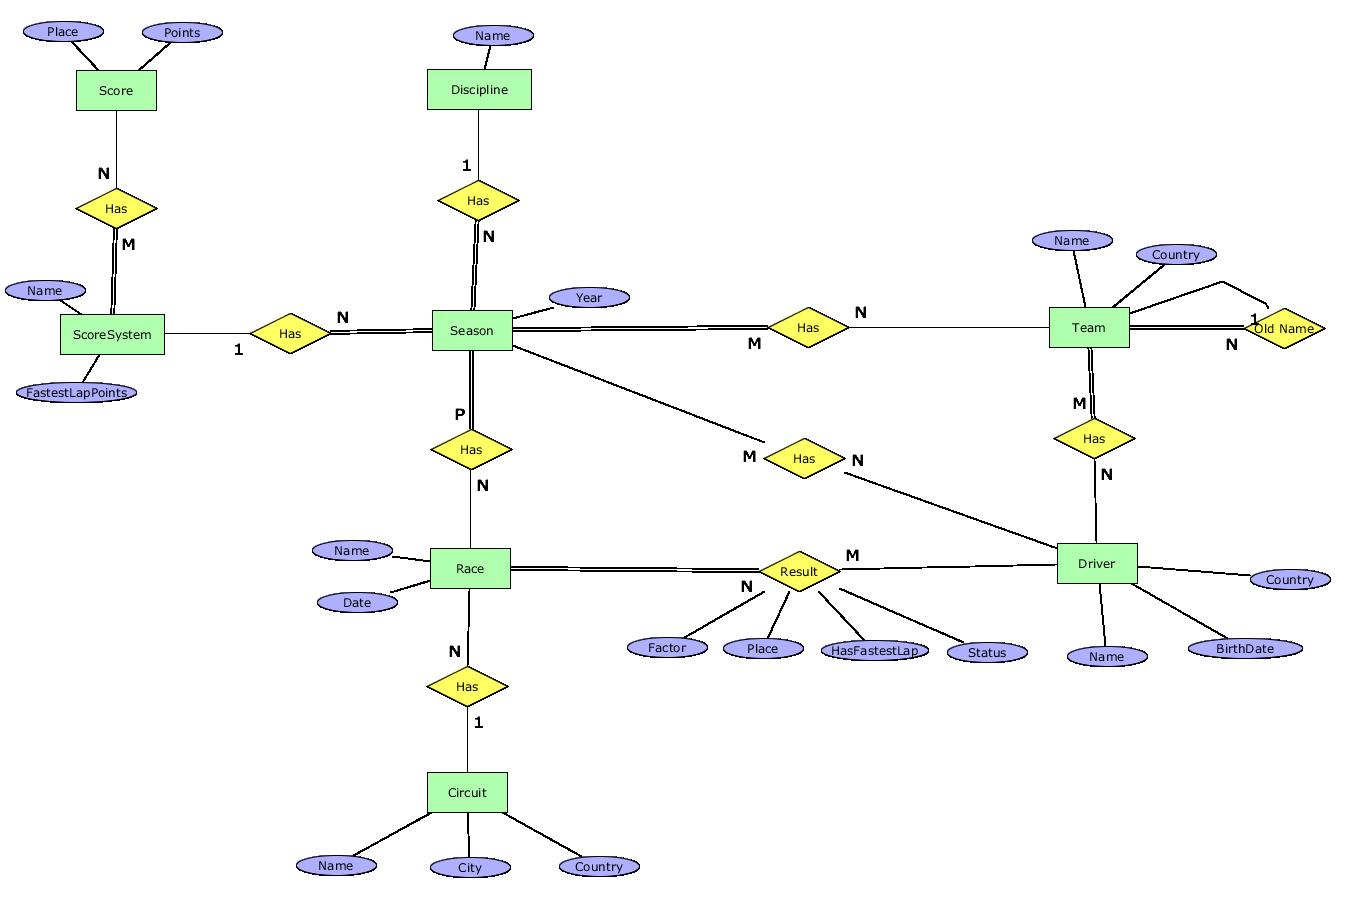 Place
Points
Name
Score
Discipline
N
1
Has
Has
M
N
Name
Country
Name
Year
ScoreSystem
Has
N
1
Season
Has
N
M
Team
1
Old Name
N
FastestLapPoints
P
M
Has
N
Has
M
Has
N
Has
N
Name
Race
Date
Result
N
M
Driver
Country
Factor
Place
HasFastestLap
Status
Name
BirthDate
N
Has
1
Circuit
Name
City
Country